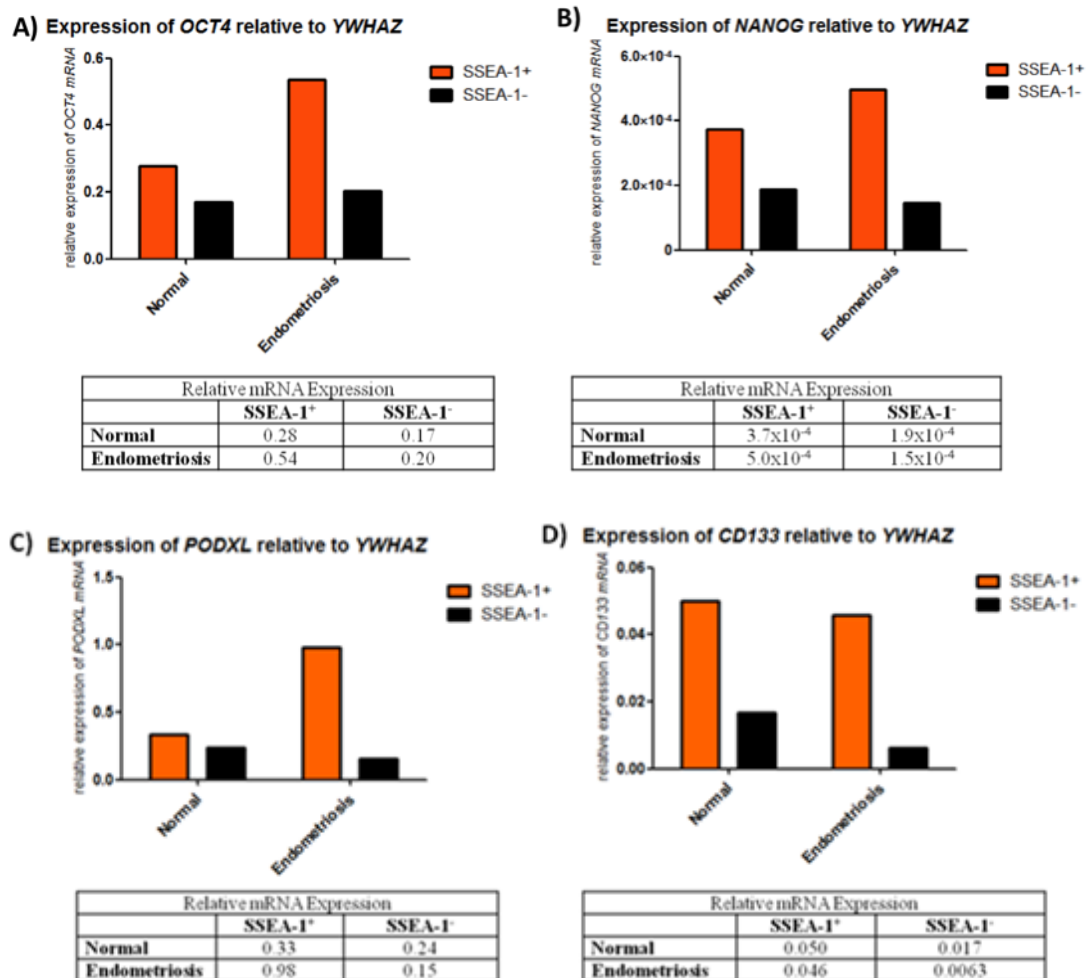 A) Expression of OCT4 relative to YWHAZ
relative expression of OCT4 mRNA
0.6
0.4
0.2
0.0
Normal
Endometriosis
SSEA-1+
SSEA-1-
Relative mRNA Expression
SSEA-1⁺ SSEA-1⁻
Normal 0.28 0.17
Endometriosis 0.54 0.20
B) Expression of NANOG relative to YWHAZ
relative expression of NANOG mRNA
6.0×10⁻⁴
4.0×10⁻⁴
2.0×10⁻⁴
0
Normal
Endometriosis
SSEA-1+
SSEA-1-
Relative mRNA Expression
SSEA-1⁺ SSEA-1⁻
Normal 3.7x10⁻⁴ 1.9x10⁻⁴
Endometriosis 5.0x10⁻⁴ 1.5x10⁻⁴
C) Expression of PODXL relative to YWHAZ
relative expression of PODXL mRNA
1.5
1.0
0.5
0.0
Normal
Endometriosis
SSEA-1+
SSEA-1-
Relative mRNA Expression
SSEA-1⁺ SSEA-1⁻
Normal 0.33 0.24
Endometriosis 0.98 0.15
D) Expression of CD133 relative to YWHAZ
relative expression of CD133 mRNA
0.06
0.04
0.02
0.00
Normal
Endometriosis
SSEA-1+
SSEA-1-
Relative mRNA Expression
SSEA-1⁺ SSEA-1⁻
Normal 0.050 0.017
Endometriosis 0.046 0.0063